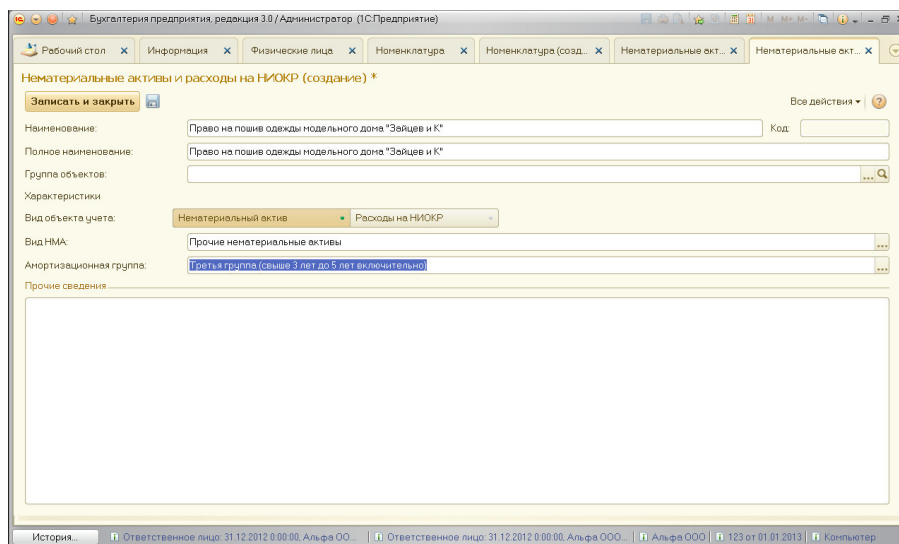 Бухгалтерия предприятия, редакция 3.0 / Администратор (1С:Предприятие) M M+ M-
Рабочий стол Информация Физические лица Номенклатура Номенклатура (созд... Нематериальные акт... Нематериальные акт...
Нематериальные активы и расходы на НИОКР (создание) *
Записать и закрыть Все действия
Наименование: Право на пошив одежды модельного дома "Зайцев и К" Код:
Полное наименование: Право на пошив одежды модельного дома "Зайцев и К"
Группа объектов: ...
Характеристики
Вид объекта учета: Нематериальный актив Расходы на НИОКР
Вид НМА: Прочие нематериальные активы ...
Амортизационная группа: Третья группа (свыше 3 лет до 5 лет включительно) ...
Прочие сведения
История... Ответственное лицо: 31.12.2012 0:00:00, Альфа ОО... Ответственное лицо: 31.12.2012 0:00:00, Альфа ООО... Альфа ООО 123 от 01.01.2013 Компьютер